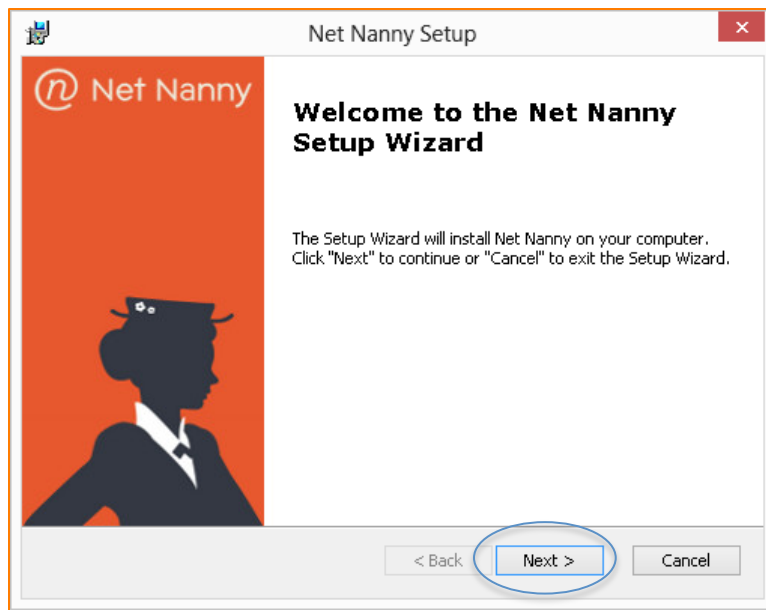 Net Nanny Setup
n Net Nanny
Welcome to the Net Nanny
Setup Wizard
The Setup Wizard will install Net Nanny on your computer.
Click "Next" to continue or "Cancel" to exit the Setup Wizard.
< Back Next > Cancel